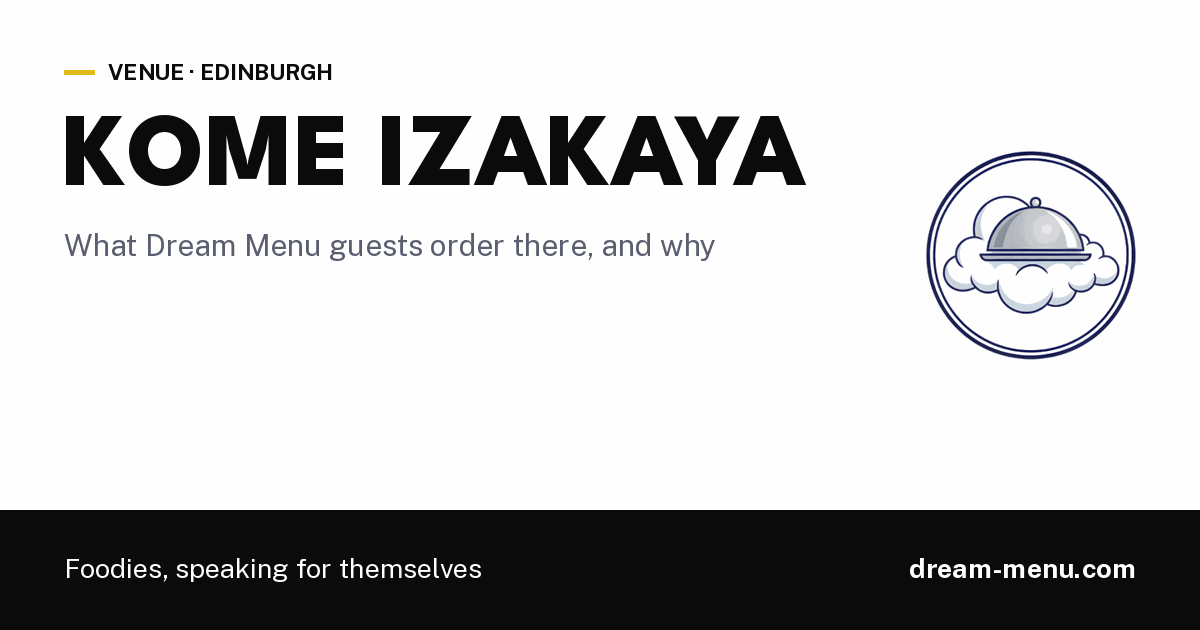 VENUE · EDINBURGH
KOME IZAKAYA
What Dream Menu guests order there, and why
Foodies, speaking for themselves
dream-menu.com